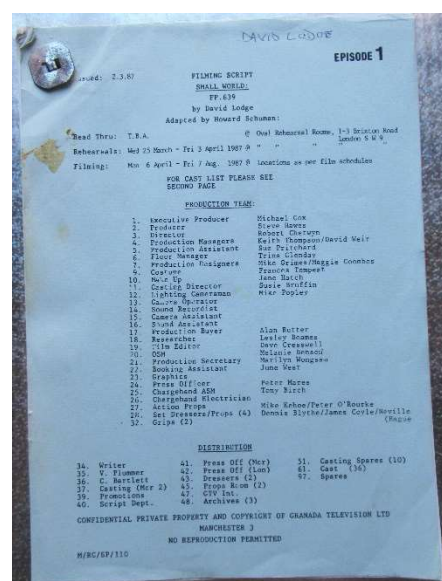 DAVID LODGE
EPISODE 1
2.3.87
FILMING SCRIPT
SMALL WORLD:
EP.639
by David Lodge
Adapted by Howard Schuman:
Read Thru: T.B.A. @ Oval Rehearsal Rooms, 1-3 Brixton Road
London S W 9
Rehearsals: Wed 25 March - Fri 3 April 1987 @ " " "
Filming: Mon 6 April - Fri 7 Aug. 1987 @ Locations as per film schedules
FOR CAST LIST PLEASE SEE
SECOND PAGE
PRODUCTION TEAM:
1. Executive Producer Michael Cox
2. Producer Steve Hawes
3. Director Robert Chetwyn
4. Production Managers Keith Thompson/David Weir
5. Production Assistant Sue Pritchard
6. Floor Manager Trina Glenday
7. Production Designers Mike Grimes/Maggie Coombes
9. Costume Frances Tempest
10. Make Up Jane Hatch
11. Casting Director Susie Bruffin
12. Lighting Cameraman Mike Popley
13. Camera Operator
14. Sound Recordist
15. Camera Assistant
16. Sound Assistant
17. Production Buyer Alan Rutter
18. Researcher Lesley Beames
19. Film Editor Dave Cresswell
20. DSM Melanie
21. Production Secretary Marilyn
22. Booking Assistant June West
23. Graphics
24. Press Officer Peter Mares
25. Chargehand ASM Tony Birch
26. Chargehand Electrician
27. Action Props Mike Kehoe/Peter O'Rourke
28. Set Dressers/Props (4) Dennis Blythe/James Coyle/Neville
32. Grips (2)
DISTRIBUTION
34. Writer 41. Press Off (Mcr) 51. Casting Spares (10)
35. V. Plummer 42. Press Off (Lon) 61. Cast (36)
36. C. Bartlett 43. Dressers (2) 97. Spares
37. Casting (Mcr 2) 45. Props Room (2)
39. Promotions 47. GTV Int.
40. Script Dept. 48. Archives (3)
CONFIDENTIAL PRIVATE PROPERTY AND COPYRIGHT OF GRANADA TELEVISION LTD
MANCHESTER 3
NO REPRODUCTION PERMITTED
M/RC/6P/110